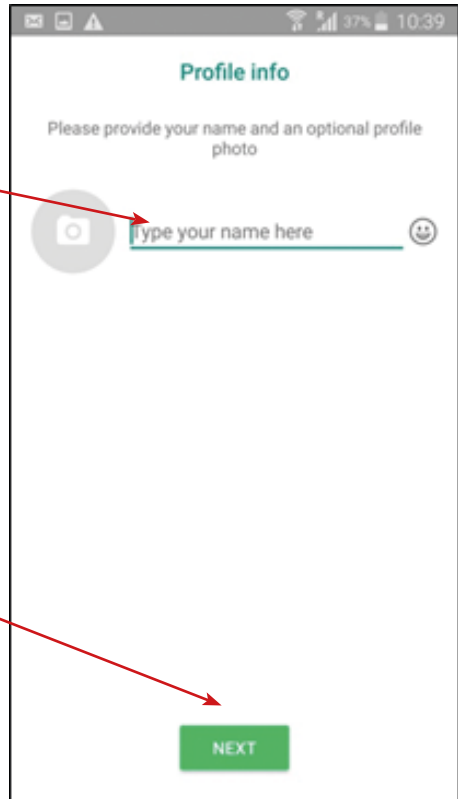 37% 10:39
Profile info
Please provide your name and an optional profile
photo
Type your name here
NEXT